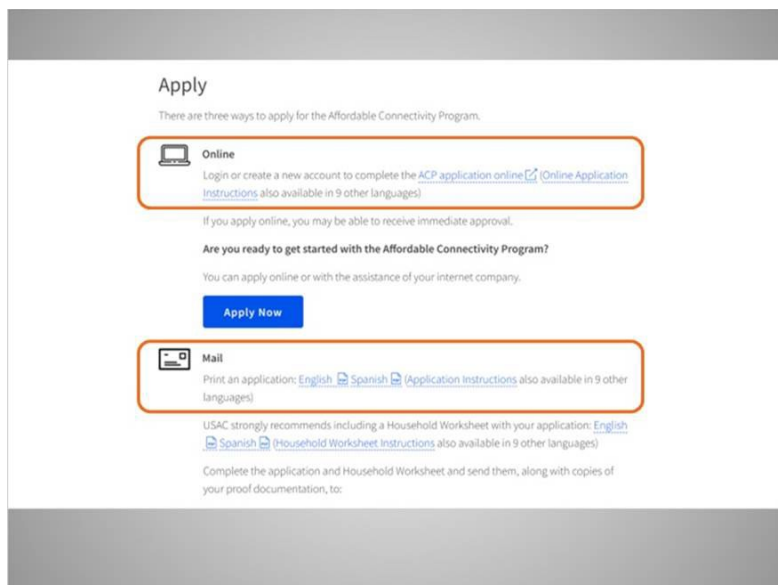 Apply
There are three ways to apply for the Affordable Connectivity Program.
Online
Login or create a new account to complete the ACP application online (Online Application
Instructions also available in 9 other languages)
If you apply online, you may be able to receive immediate approval.
Are you ready to get started with the Affordable Connectivity Program?
You can apply online or with the assistance of your internet company.
Apply Now
Mail
Print an application: English Spanish (Application Instructions also available in 9 other
languages)
USAC strongly recommends including a Household Worksheet with your application: English
Spanish (Household Worksheet Instructions also available in 9 other languages)
Complete the application and Household Worksheet and send them, along with copies of
your proof documentation, to: